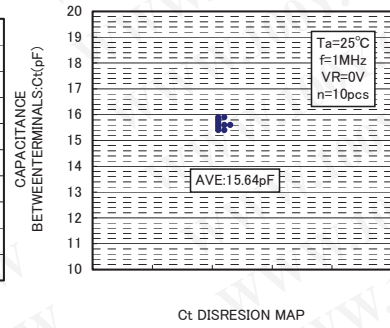 20
19
18
17
16
15
14
13
12
11
10
CAPACITANCE
BETWEENTERMINALS:Ct(pF)
Ta=25°C
f=1MHz
VR=0V
n=10pcs
AVE:15.64pF
Ct DISRESION MAP